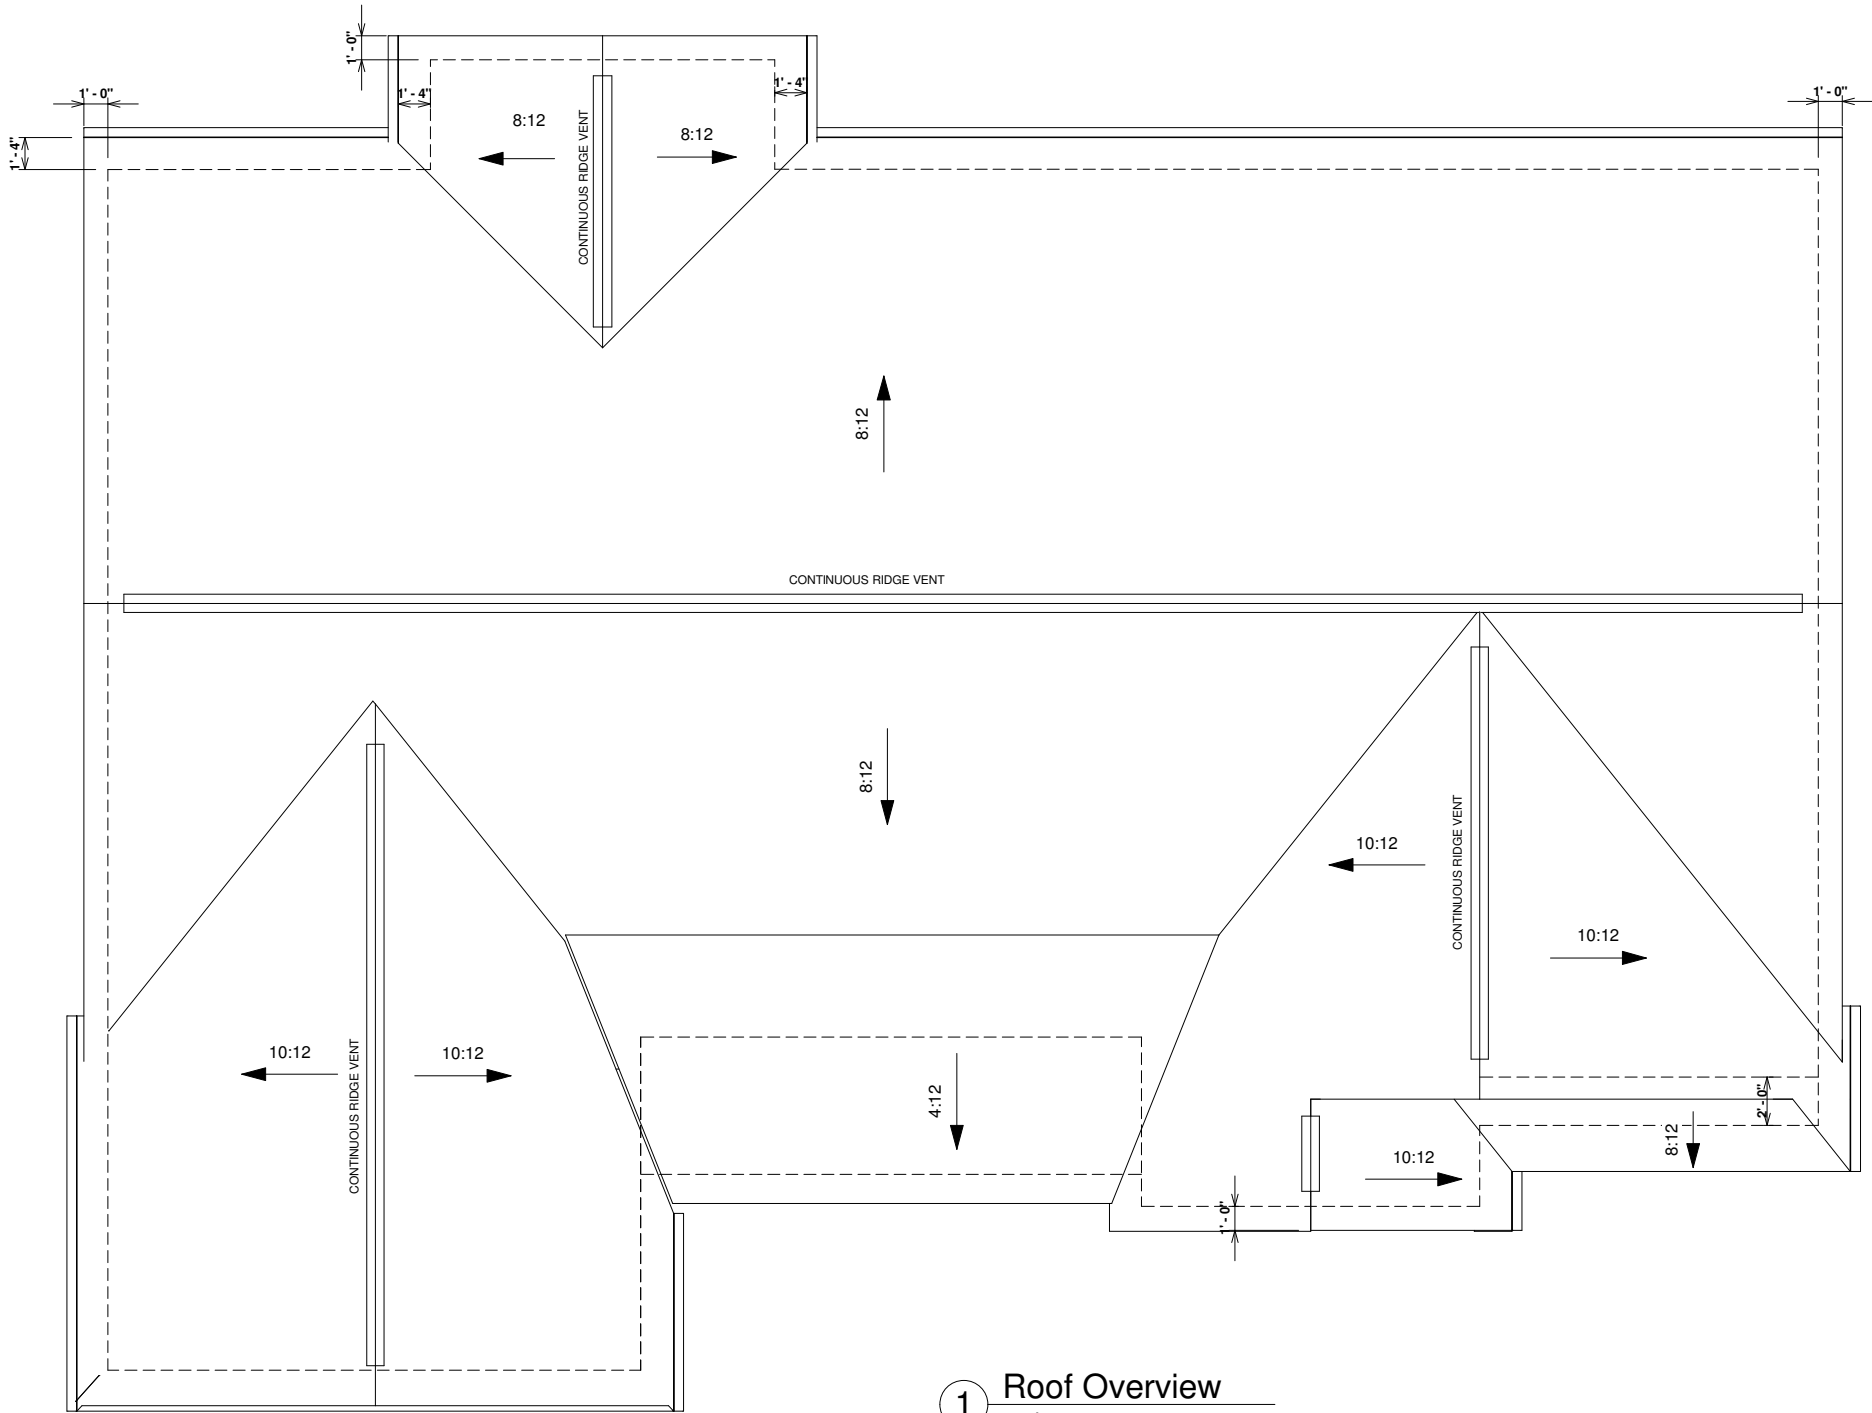 1' - 0"
1' - 0"
1' - 4"
1' - 4"
1' - 0"
1' - 4"
8:12
8:12
CONTINUOUS RIDGE VENT
8:12
CONTINUOUS RIDGE VENT
8:12
10:12
CONTINUOUS RIDGE VENT
10:12
10:12
10:12
CONTINUOUS RIDGE VENT
4:12
2' - 0"
8:12
10:12
1' - 0"
1
Roof Overview